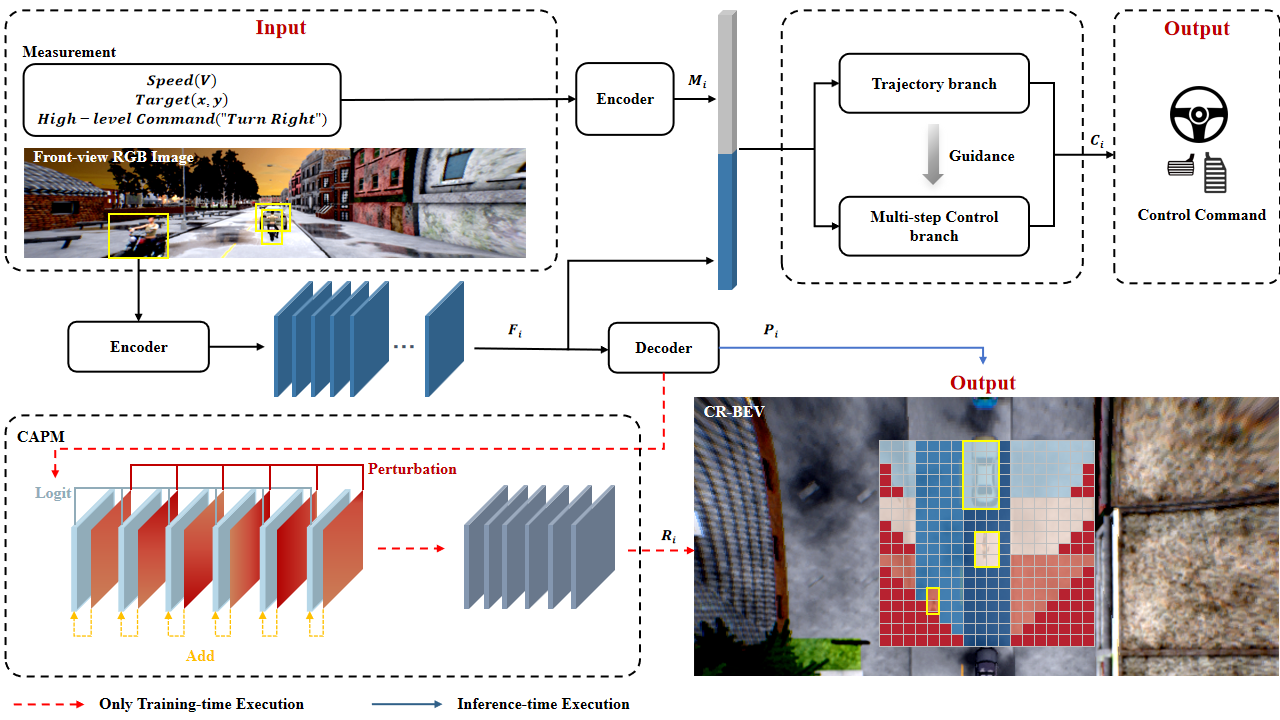 Input
Measurement
Speed(V)
Target(x, y)
High − level Command("Turn Right")
Front-view RGB Image
Encoder
M_i
Trajectory branch
Guidance
Multi-step Control
branch
C_i
Output
Control Command
Encoder
F_i
Decoder
P_i
Output
CR-BEV
CAPM
Logit
Perturbation
Add
R_i
Only Training-time Execution
Inference-time Execution